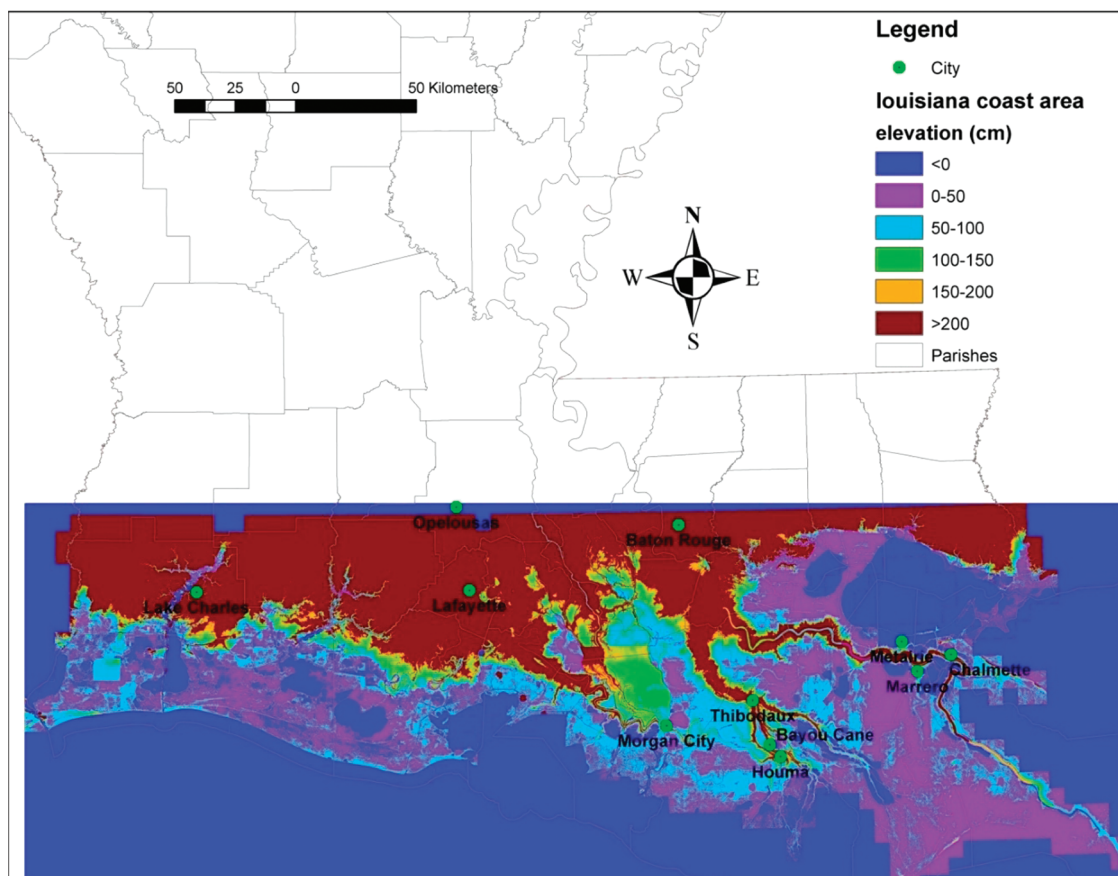 Legend
City
louisiana coast area
elevation (cm)
<0
0-50
50-100
100-150
150-200
>200
Parishes
50 25 0 50 Kilometers
N
W E
S
Opelousas
Baton Rouge
Lake Charles
Lafayette
Metairie
Chalmette
Marrero
Thibodaux
Morgan City
Bayou Cane
Houma